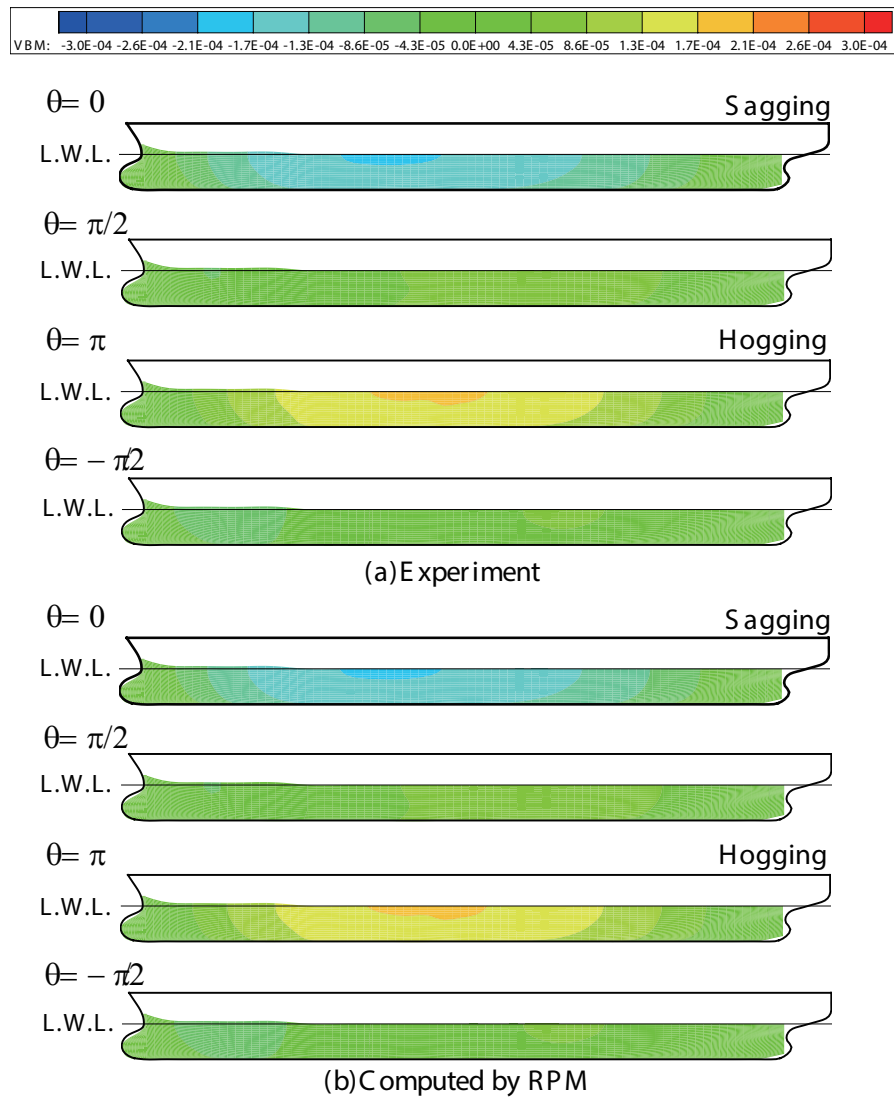 VBM: -3.0E-04 -2.6E-04 -2.1E-04 -1.7E-04 -1.3E-04 -8.6E-05 -4.3E-05 0.0E+00 4.3E-05 8.6E-05 1.3E-04 1.7E-04 2.1E-04 2.6E-04 3.0E-04
θ= 0 Sagging
L.W.L.
θ= π/2
L.W.L.
θ= π Hogging
L.W.L.
θ= − π/2
L.W.L.
(a)Experiment
θ= 0 Sagging
L.W.L.
θ= π/2
L.W.L.
θ= π Hogging
L.W.L.
θ= − π/2
L.W.L.
(b)Computed by RPM